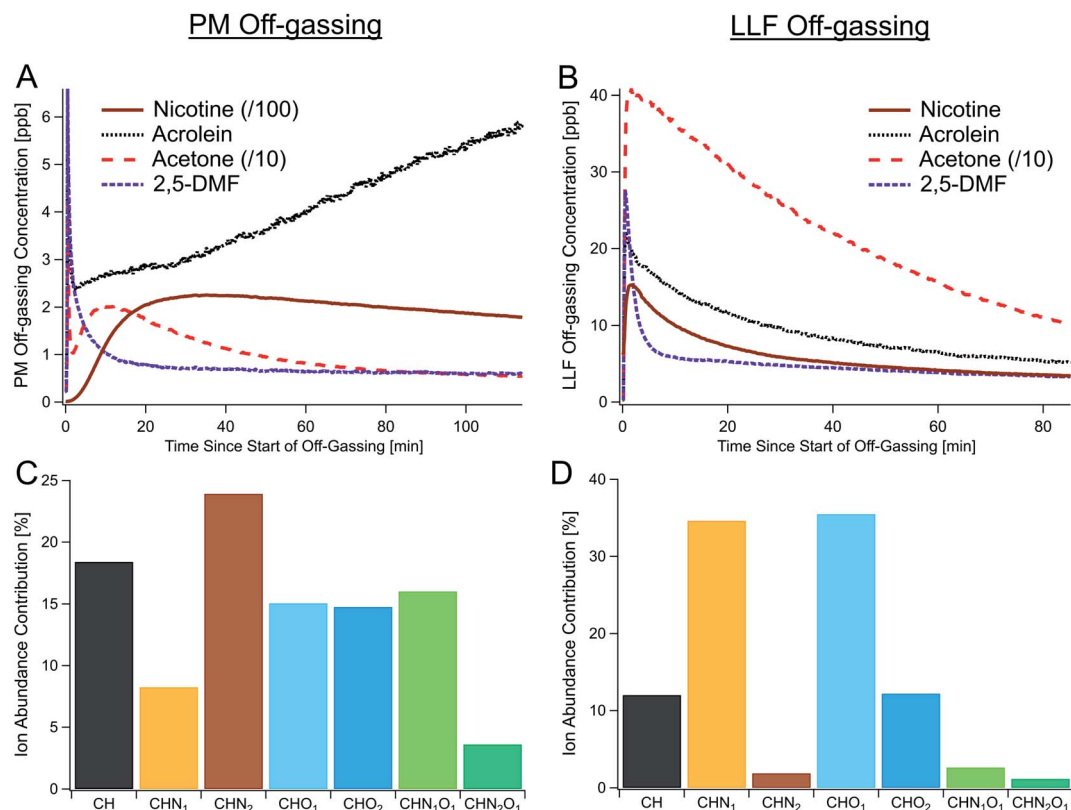 PM Off-gassing
LLF Off-gassing
A
Nicotine (/100)
Acrolein
Acetone (/10)
2,5-DMF
PM Off-gassing Concentration [ppb]
6
5
4
3
2
1
0
0 20 40 60 80 100
Time Since Start of Off-Gassing [min]
B
Nicotine
Acrolein
Acetone (/10)
2,5-DMF
LLF Off-gassing Concentration [ppb]
40
30
20
10
0
0 20 40 60 80
Time Since Start of Off-Gassing [min]
C
Ion Abundance Contribution [%]
25
20
15
10
5
0
CH CHN₁ CHN₂ CHO₁ CHO₂ CHN₁O₁ CHN₂O₁
D
Ion Abundance Contribution [%]
40
30
20
10
0
CH CHN₁ CHN₂ CHO₁ CHO₂ CHN₁O₁ CHN₂O₁